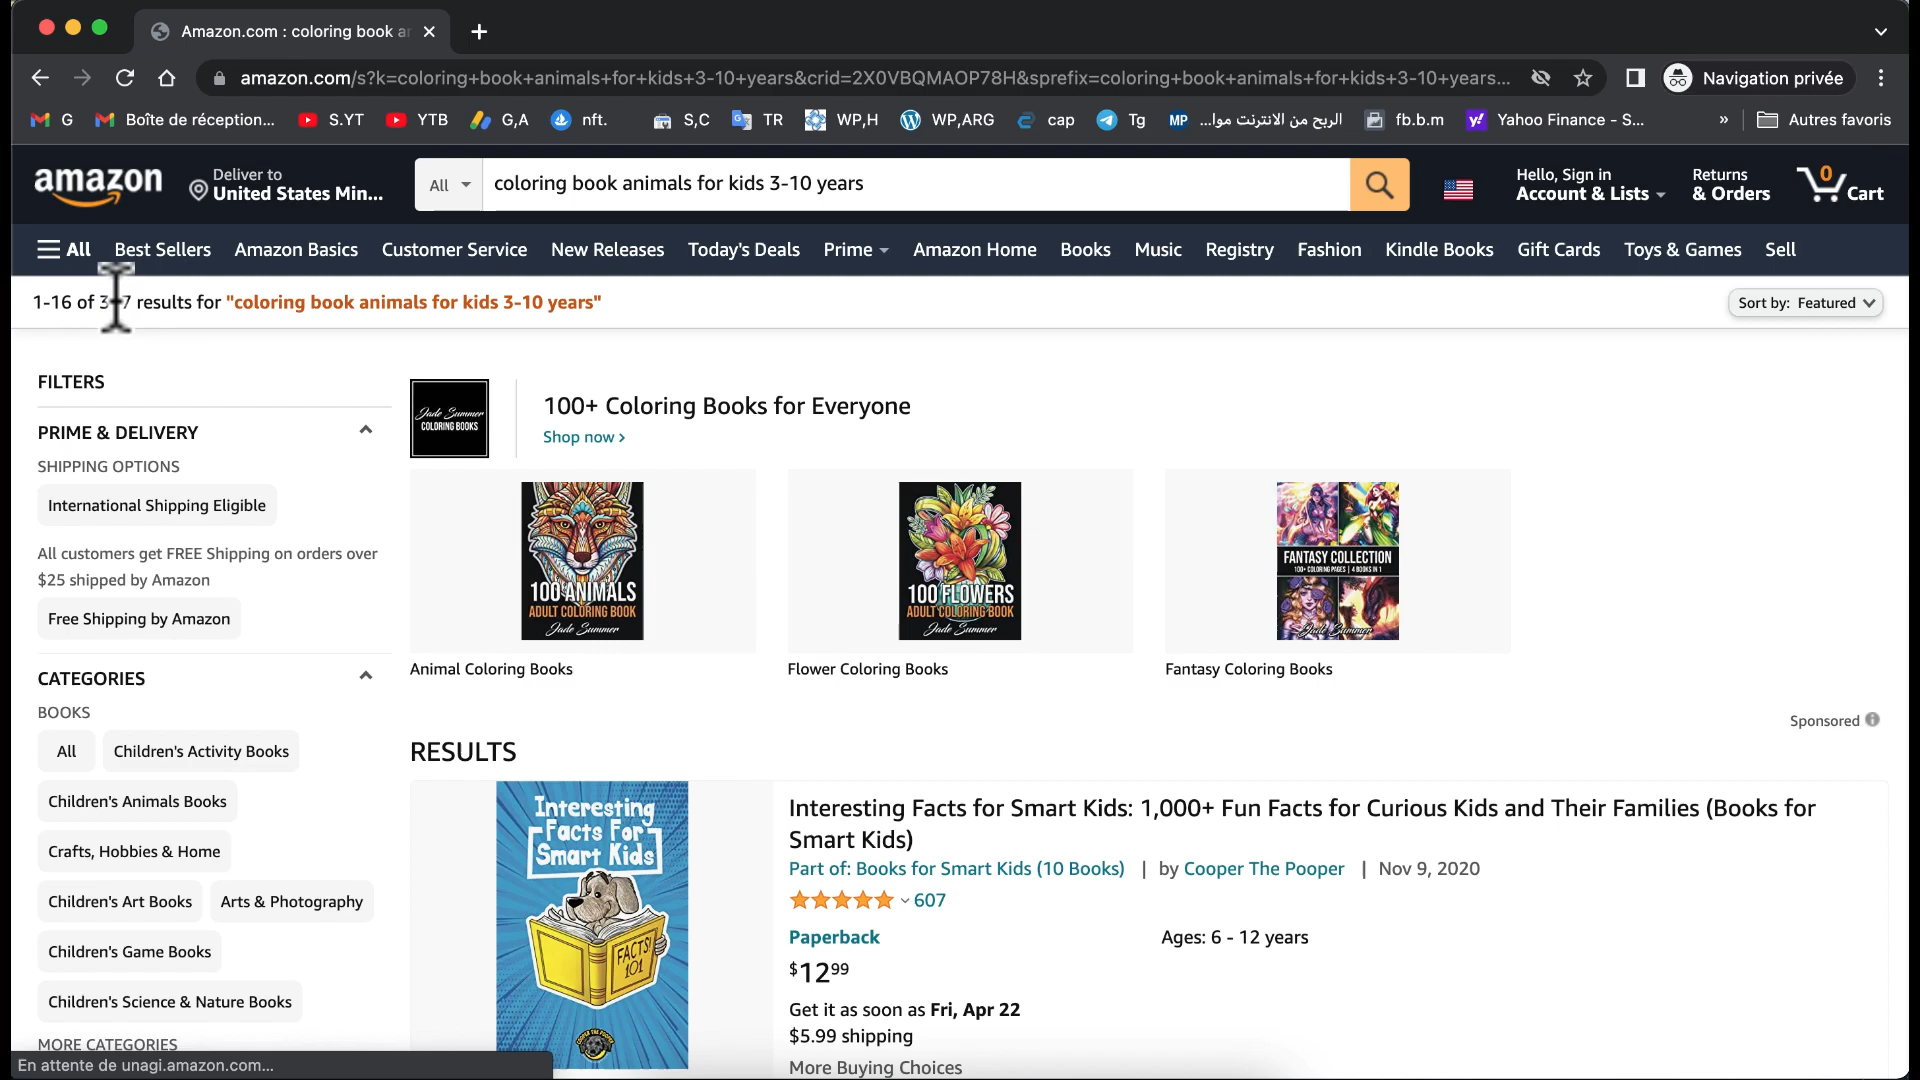 Amazon.com : coloring book
amazon.com/s?k=coloring+book+animals+for+kids+3-10+years&crid=2X0VBQMAOP78H&sprefix=coloring+book+animals+for+kids+3-10+years...
Navigation privée
G
Boîte de réception...
S.YT
YTB
G,A
nft.
S,C
TR
WP,H
WP,ARG
cap
Tg
MP
الربح من الانترنت موا...
fb.b.m
Yahoo Finance - S...
»
Autres favoris
amazon
Deliver to
United States Min...
All
coloring book animals for kids 3-10 years
Hello, Sign in
Account & Lists
Returns
& Orders
0
Cart
All
Best Sellers
Amazon Basics
Customer Service
New Releases
Today's Deals
Prime
Amazon Home
Books
Music
Registry
Fashion
Kindle Books
Gift Cards
Toys & Games
Sell
1-16 of results for "coloring book animals for kids 3-10 years"
Sort by: Featured
FILTERS
PRIME & DELIVERY
SHIPPING OPTIONS
International Shipping Eligible
All customers get FREE Shipping on orders over
$25 shipped by Amazon
Free Shipping by Amazon
CATEGORIES
BOOKS
All
Children's Activity Books
Children's Animals Books
Crafts, Hobbies & Home
Children's Art Books
Arts & Photography
Children's Game Books
Children's Science & Nature Books
MORE CATEGORIES
En attente de unagi.amazon.com...
Jade Summer
COLORING BOOKS
100+ Coloring Books for Everyone
Shop now ›
100 ANIMALS
ADULT COLORING BOOK
Jade Summer
Animal Coloring Books
100 FLOWERS
ADULT COLORING BOOK
Jade Summer
Flower Coloring Books
FANTASY COLLECTION
100+ COLORING PAGES | 4 BOOKS IN 1
Jade Summer
Fantasy Coloring Books
Sponsored
RESULTS
Interesting
Facts For
Smart Kids
FACTS!
101
COOPER THE POOPER
Interesting Facts for Smart Kids: 1,000+ Fun Facts for Curious Kids and Their Families (Books for
Smart Kids)
Part of: Books for Smart Kids (10 Books) | by Cooper The Pooper | Nov 9, 2020
607
Paperback
Ages: 6 - 12 years
$12 99
Get it as soon as Fri, Apr 22
$5.99 shipping
More Buying Choices